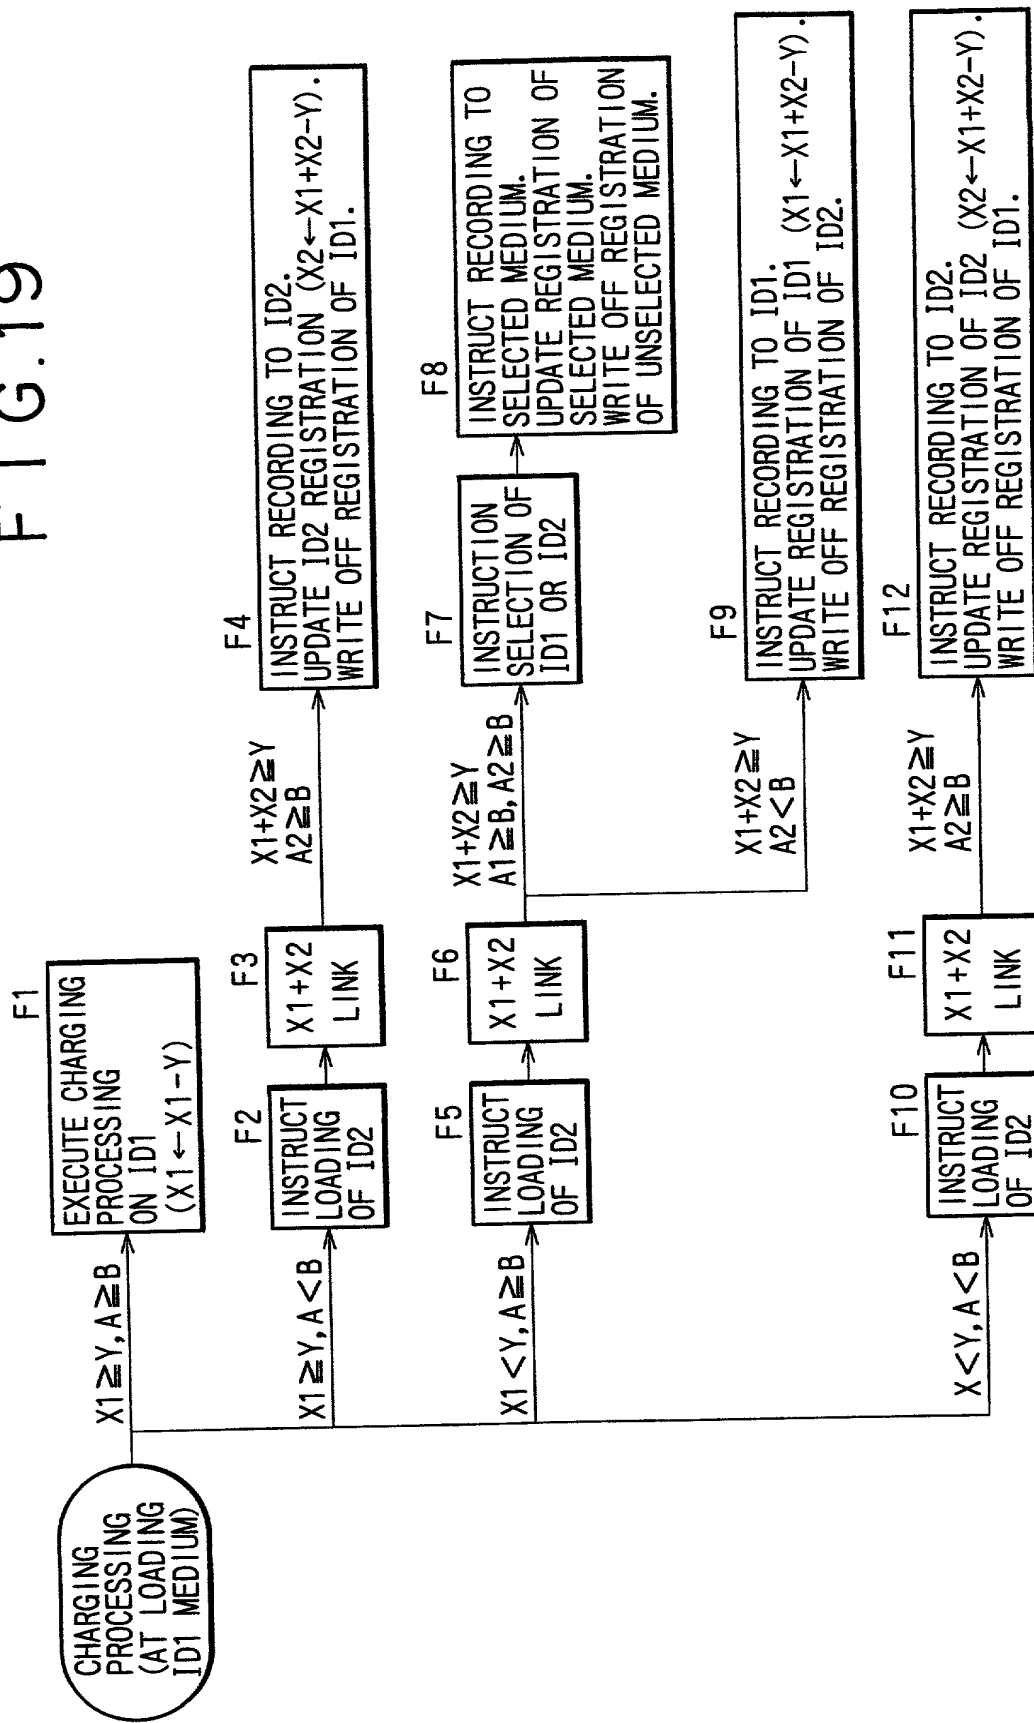 FIG.19
CHARGING
PROCESSING
(AT LOADING
ID1 MEDIUM)
X1≧Y,A≧B
F1
EXECUTE CHARGING
PROCESSING
ON ID1
(X1←X1-Y)
X1≧Y,A<B
F2
INSTRUCT
LOADING
OF ID2
F3
X1+X2
LINK
X1+X2≧Y
A2≧B
F4
INSTRUCT RECORDING TO ID2.
UPDATE ID2 REGISTRATION (X2←X1+X2-Y).
WRITE OFF REGISTRATION OF ID1.
X1<Y,A≧B
F5
INSTRUCT
LOADING
OF ID2
F6
X1+X2
LINK
X1+X2≧Y
A1≧B,A2≧B
F7
INSTRUCTION
SELECTION OF
ID1 OR ID2
F8
INSTRUCT RECORDING TO
SELECTED MEDIUM.
UPDATE REGISTRATION OF
SELECTED MEDIUM.
WRITE OFF REGISTRATION
OF UNSELECTED MEDIUM.
X1+X2≧Y
A2<B
F9
INSTRUCT RECORDING TO ID1.
UPDATE REGISTRATION OF ID1 (X1←X1+X2-Y).
WRITE OFF REGISTRATION OF ID2.
X<Y,A<B
F10
INSTRUCT
LOADING
OF ID2
F11
X1+X2
LINK
X1+X2≧Y
A2≧B
F12
INSTRUCT RECORDING TO ID2.
UPDATE REGISTRATION OF ID2 (X2←X1+X2-Y).
WRITE OFF REGISTRATION OF ID1.